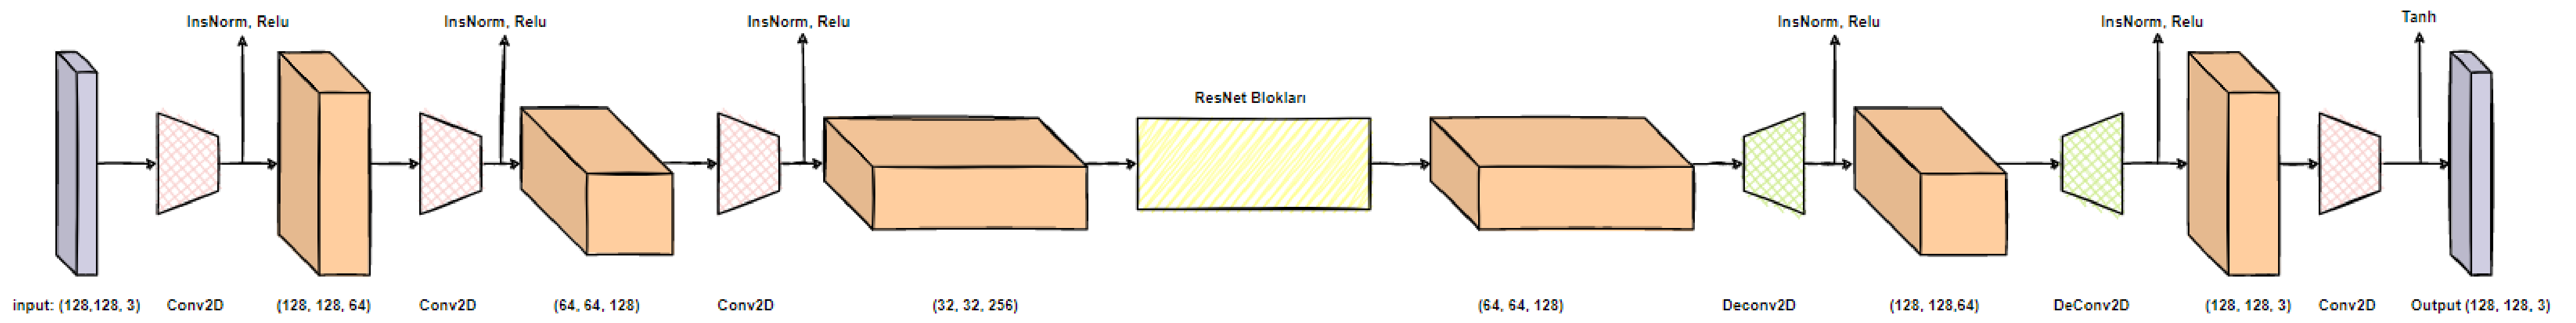 InsNorm, Relu
InsNorm, Relu
InsNorm, Relu
InsNorm, Relu
InsNorm, Relu
Tanh
ResNet Blokları
input: (128,128, 3)
Conv2D
(128, 128, 64)
Conv2D
(64, 64, 128)
Conv2D
(32, 32, 256)
(64, 64, 128)
Deconv2D
(128, 128,64)
DeConv2D
(128, 128, 3)
Conv2D
Output (128, 128, 3)